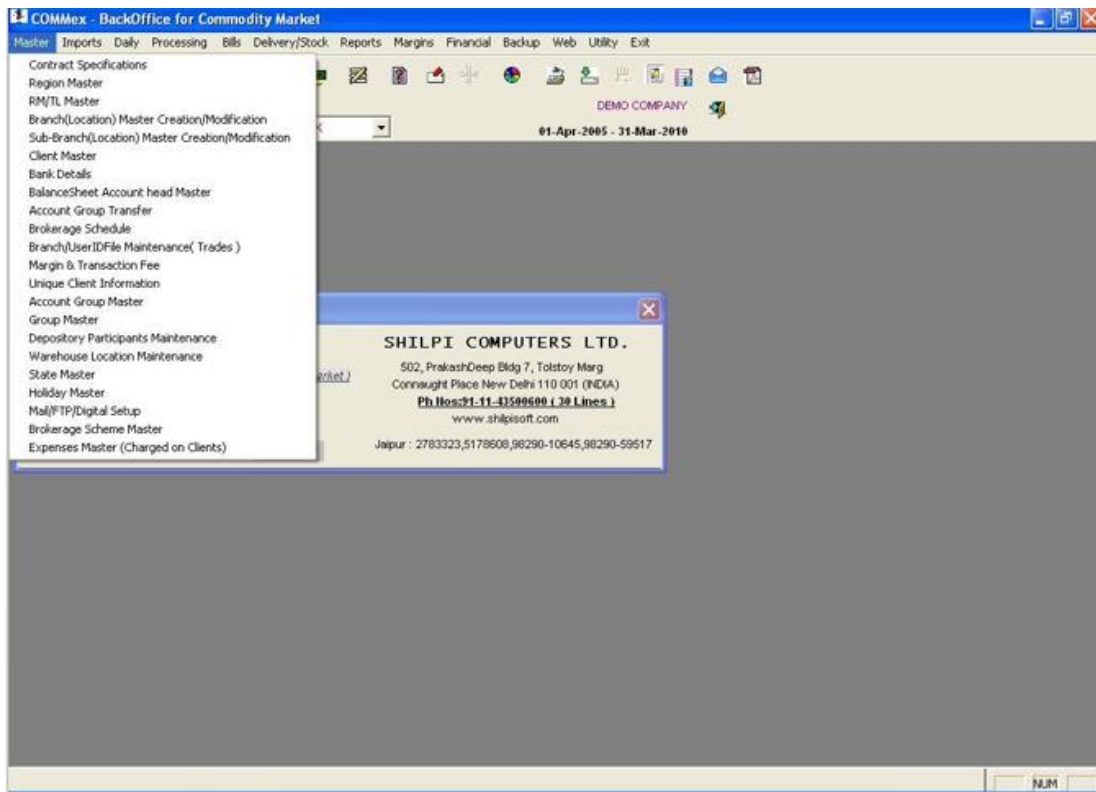 COMMex - BackOffice for Commodity Market
Master Imports Daily Processing Bills Delivery/Stock Reports Margins Financial Backup Web Utility Exit
Contract Specifications
Region Master
RM/TL Master
Branch(Location) Master Creation/Modification
Sub-Branch(Location) Master Creation/Modification
Client Master
Bank Details
BalanceSheet Account head Master
Account Group Transfer
Brokerage Schedule
Branch/UserIDFile Maintenance( Trades )
Margin & Transaction Fee
Unique Client Information
Account Group Master
Group Master
Depository Participants Maintenance
Warehouse Location Maintenance
State Master
Holiday Master
Mail/FTP/Digital Setup
Brokerage Scheme Master
Expenses Master (Charged on Clients)
DEMO COMPANY
01-Apr-2005 - 31-Mar-2010
SHILPI COMPUTERS LTD.
502, PrakashDeep Bldg 7, Tolstoy Marg
Connaught Place New Delhi 110 001 (INDIA)
Ph Nos:91-11-43500600 ( 30 Lines )
www.shilpisoft.com
Jaipur : 2783323,5178608,98290-10645,98290-59517
NUM